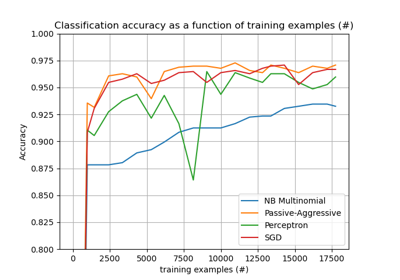 Classification accuracy as a function of training examples (#)
1.000
0.975
0.950
0.925
0.900
0.875
0.850
0.825
0.800
Accuracy
NB Multinomial
Passive-Aggressive
Perceptron
SGD
0 2500 5000 7500 10000 12500 15000 17500
training examples (#)